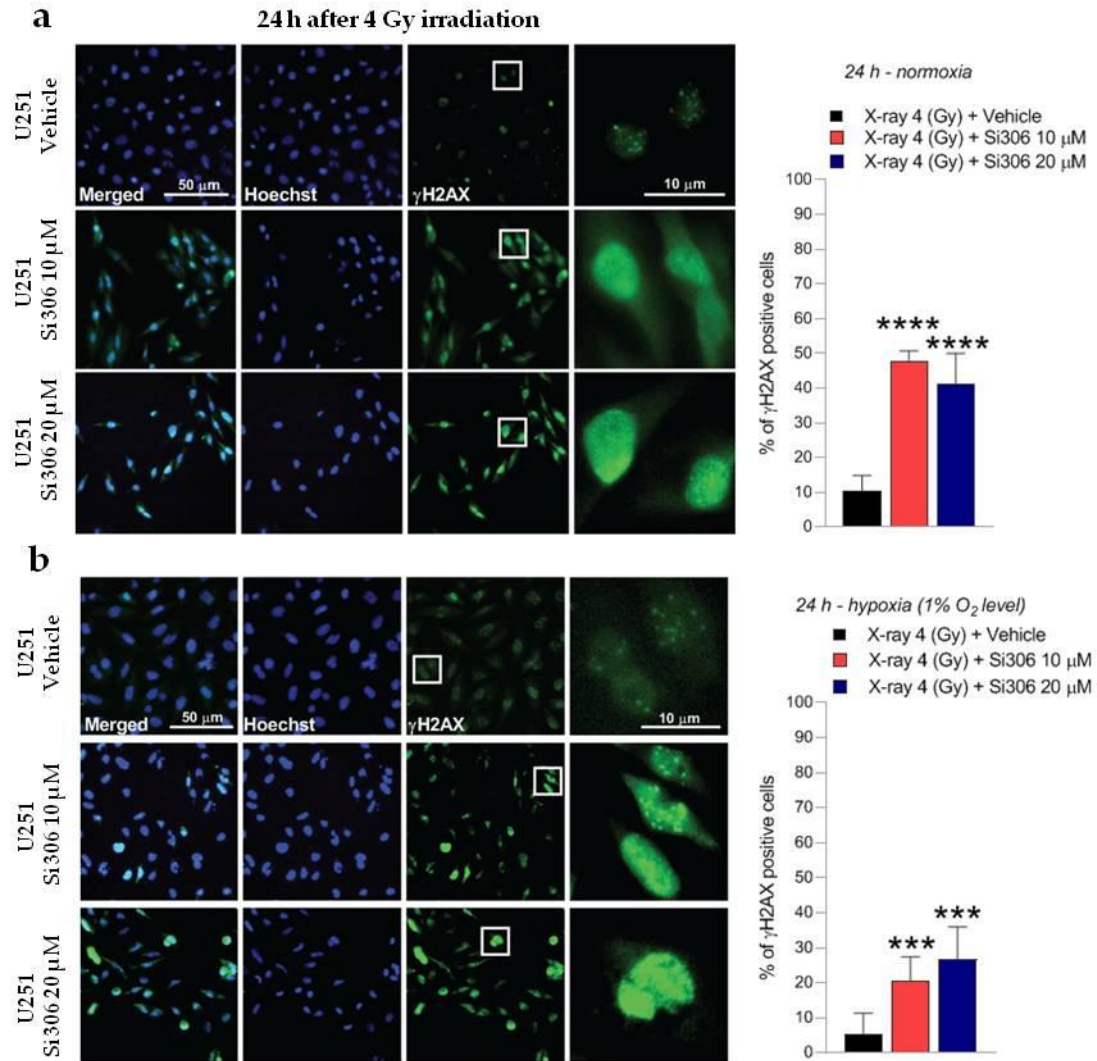 a
24 h after 4 Gy irradiation
U251
Vehicle
Merged
50 μm
Hoechst
γH2AX
10 μm
U251
Si306 10 μM
U251
Si306 20 μM
24 h - normoxia
X-ray 4 (Gy) + Vehicle
X-ray 4 (Gy) + Si306 10 μM
X-ray 4 (Gy) + Si306 20 μM
% of γH2AX positive cells
100
90
80
70
60
50
40
30
20
10
0
****
****
b
U251
Vehicle
Merged
50 μm
Hoechst
γH2AX
10 μm
U251
Si306 10 μM
U251
Si306 20 μM
24 h - hypoxia (1% O₂ level)
X-ray 4 (Gy) + Vehicle
X-ray 4 (Gy) + Si306 10 μM
X-ray 4 (Gy) + Si306 20 μM
% of γH2AX positive cells
100
90
80
70
60
50
40
30
20
10
0
***
***